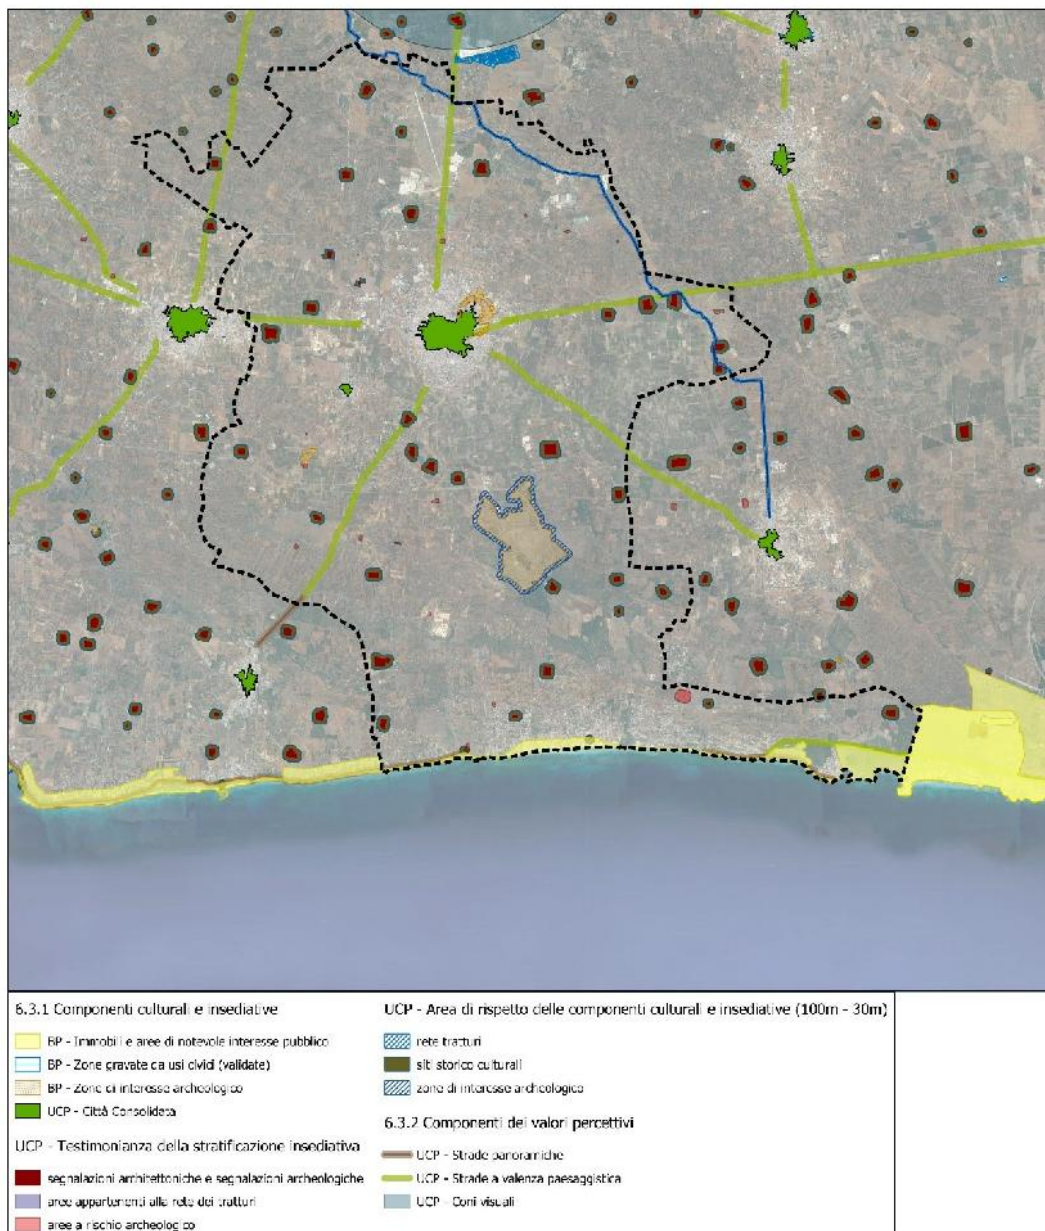 6.3.1 Componenti culturali e insediative
BP - Immobili e aree di notevole interesse pubblico
BP - Zone gravate da usi civici (validate)
BP - Zone di interesse archeologico
UCP - Città Consolidata
UCP - Testimonianza della stratificazione insediativa
segnalazioni architettoniche e segnalazioni archeologiche
aree appartenenti alla rete dei tratturi
aree a rischio archeologico
UCP - Area di rispetto delle componenti culturali e insediative (100m - 30m)
rete tratturi
siti storico culturali
zone di interesse archeologico
6.3.2 Componenti dei valori percettivi
UCP - Strade panoramiche
UCP - Strade a valenza paesaggistica
UCP - Coni visuali